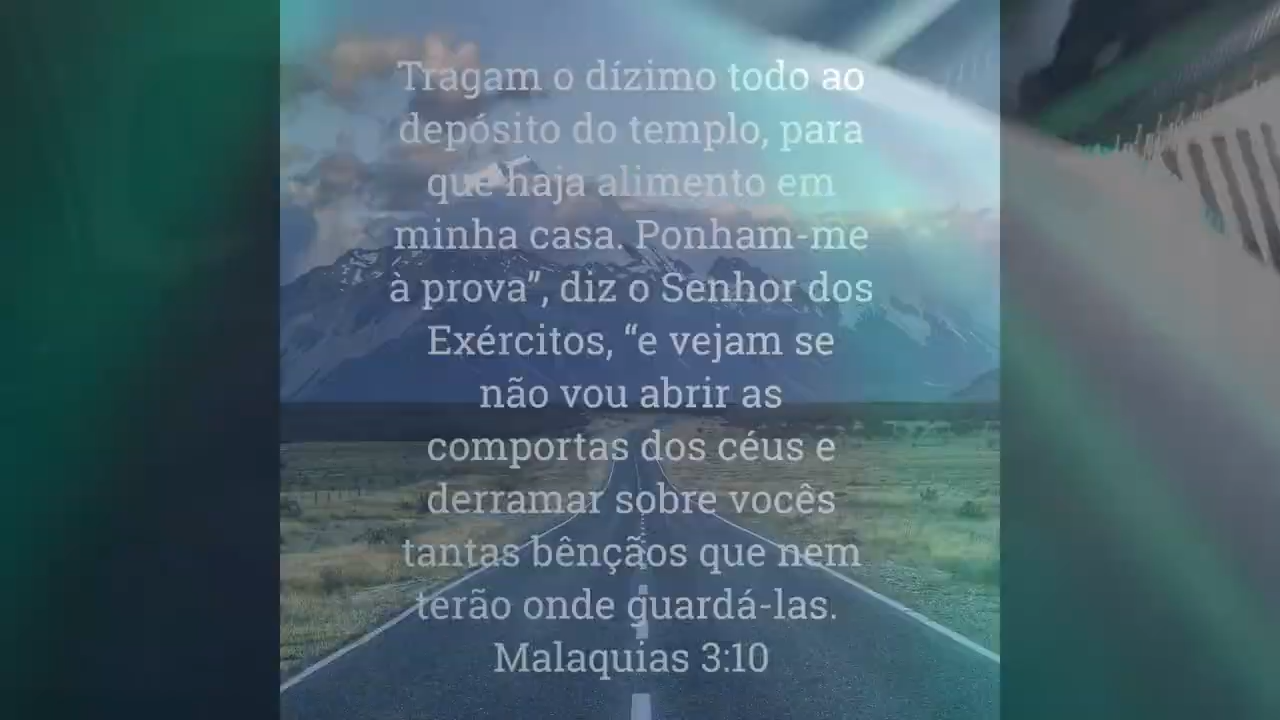 Tragam o dízimo todo ao
depósito do templo, para
que haja alimento em
minha casa. Ponham-me
à prova”, diz o Senhor dos
Exércitos, “e vejam se
não vou abrir as
comportas dos céus e
derramar sobre vocês
tantas bênçãos que nem
terão onde guardá-las.
Malaquias 3:10